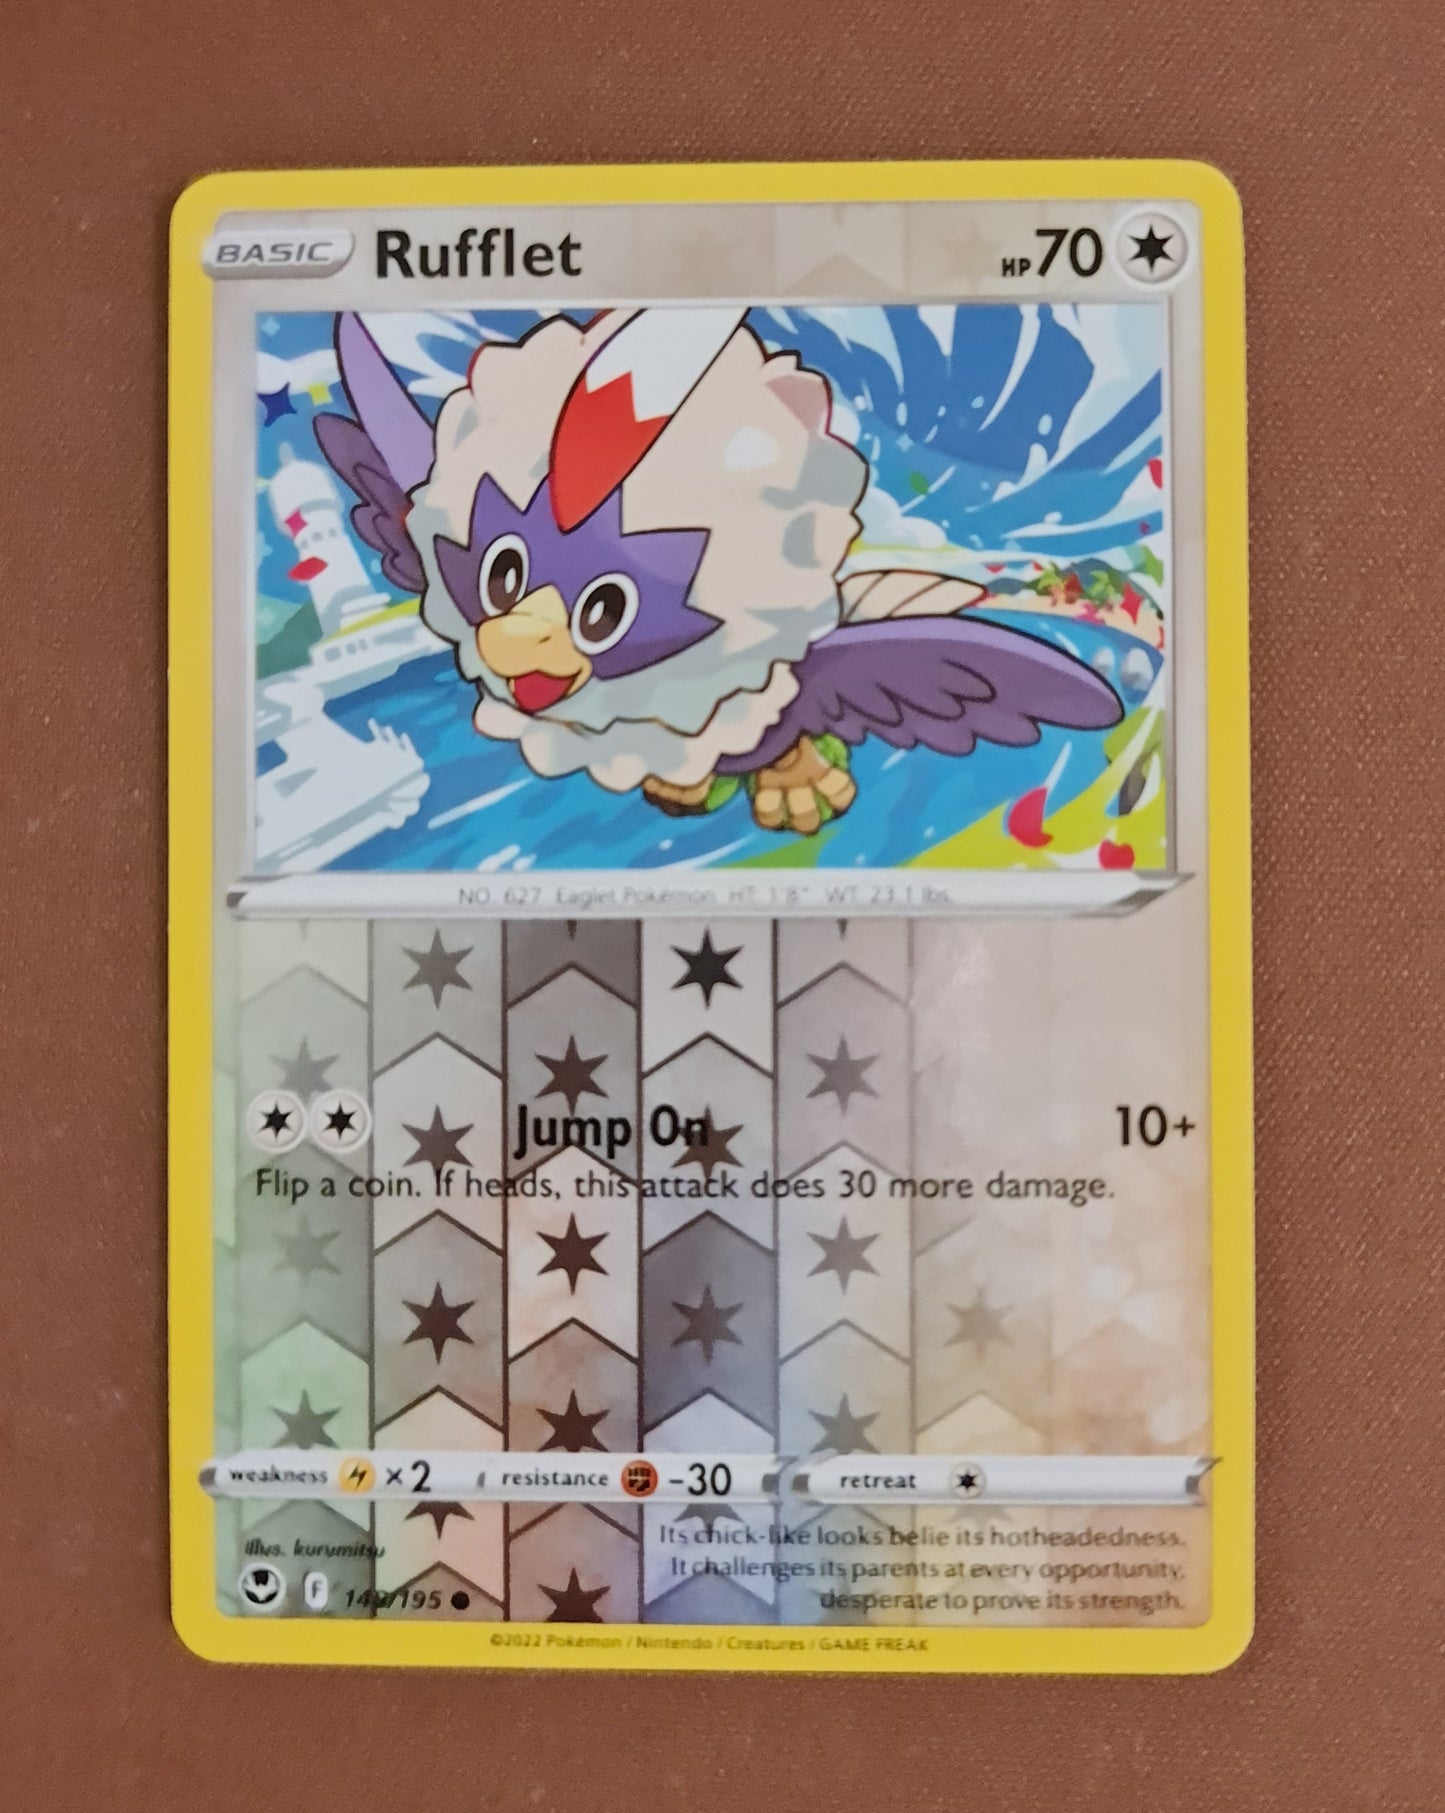 BASIC Rufflet HP 70
NO. 627 Eaglet Pokémon HT: 1'8" WT: 23.1 lbs.
Jump On 10+
Flip a coin. If heads, this attack does 30 more damage.
weakness ×2 resistance -30 retreat
Illus. kurumitsu
Its chick-like looks belie its hotheadedness.
It challenges its parents at every opportunity,
desperate to prove its strength.
F /195
©2022 Pokémon / Nintendo / Creatures / GAME FREAK